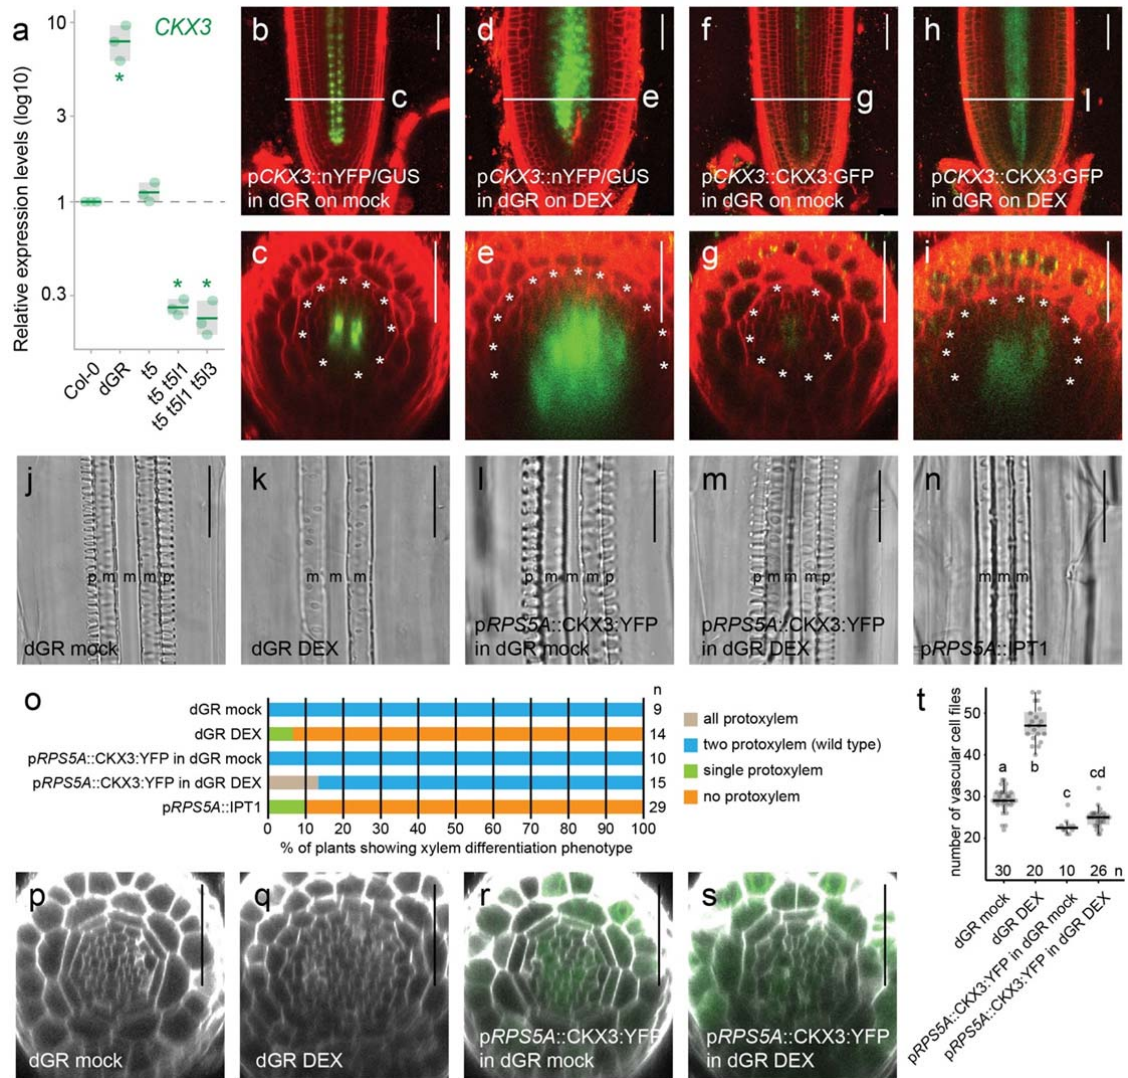 a
CKX3
Relative expression levels (log10)
10
3
1
0.3
*
*
*
Col-0
dGR
t5
t5 t5l1
t5 t5l1 t5l3
b
c
pCKX3::nYFP/GUS
in dGR on mock
d
e
pCKX3::nYFP/GUS
in dGR on DEX
f
g
pCKX3::CKX3:GFP
in dGR on mock
h
l
pCKX3::CKX3:GFP
in dGR on DEX
c
e
g
i
j
p m m m p
dGR mock
k
m m m
dGR DEX
l
p m m m p
pRPS5A::CKX3:YFP
in dGR mock
m
p m m m p
pRPS5A::CKX3:YFP
in dGR DEX
n
m m m
pRPS5A::IPT1
o
n
dGR mock 9
dGR DEX 14
pRPS5A::CKX3:YFP in dGR mock 10
pRPS5A::CKX3:YFP in dGR DEX 15
pRPS5A::IPT1 29
0 10 20 30 40 50 60 70 80 90 100
% of plants showing xylem differentiation phenotype
all protoxylem
two protoxylem (wild type)
single protoxylem
no protoxylem
t
number of vascular cell files
50
40
30
20
a
b
c
cd
30 20 10 26 n
dGR mock
dGR DEX
pRPS5A::CKX3:YFP in dGR mock
pRPS5A::CKX3:YFP in dGR DEX
p
dGR mock
q
dGR DEX
r
pRPS5A::CKX3:YFP
in dGR mock
s
pRPS5A::CKX3:YFP
in dGR DEX